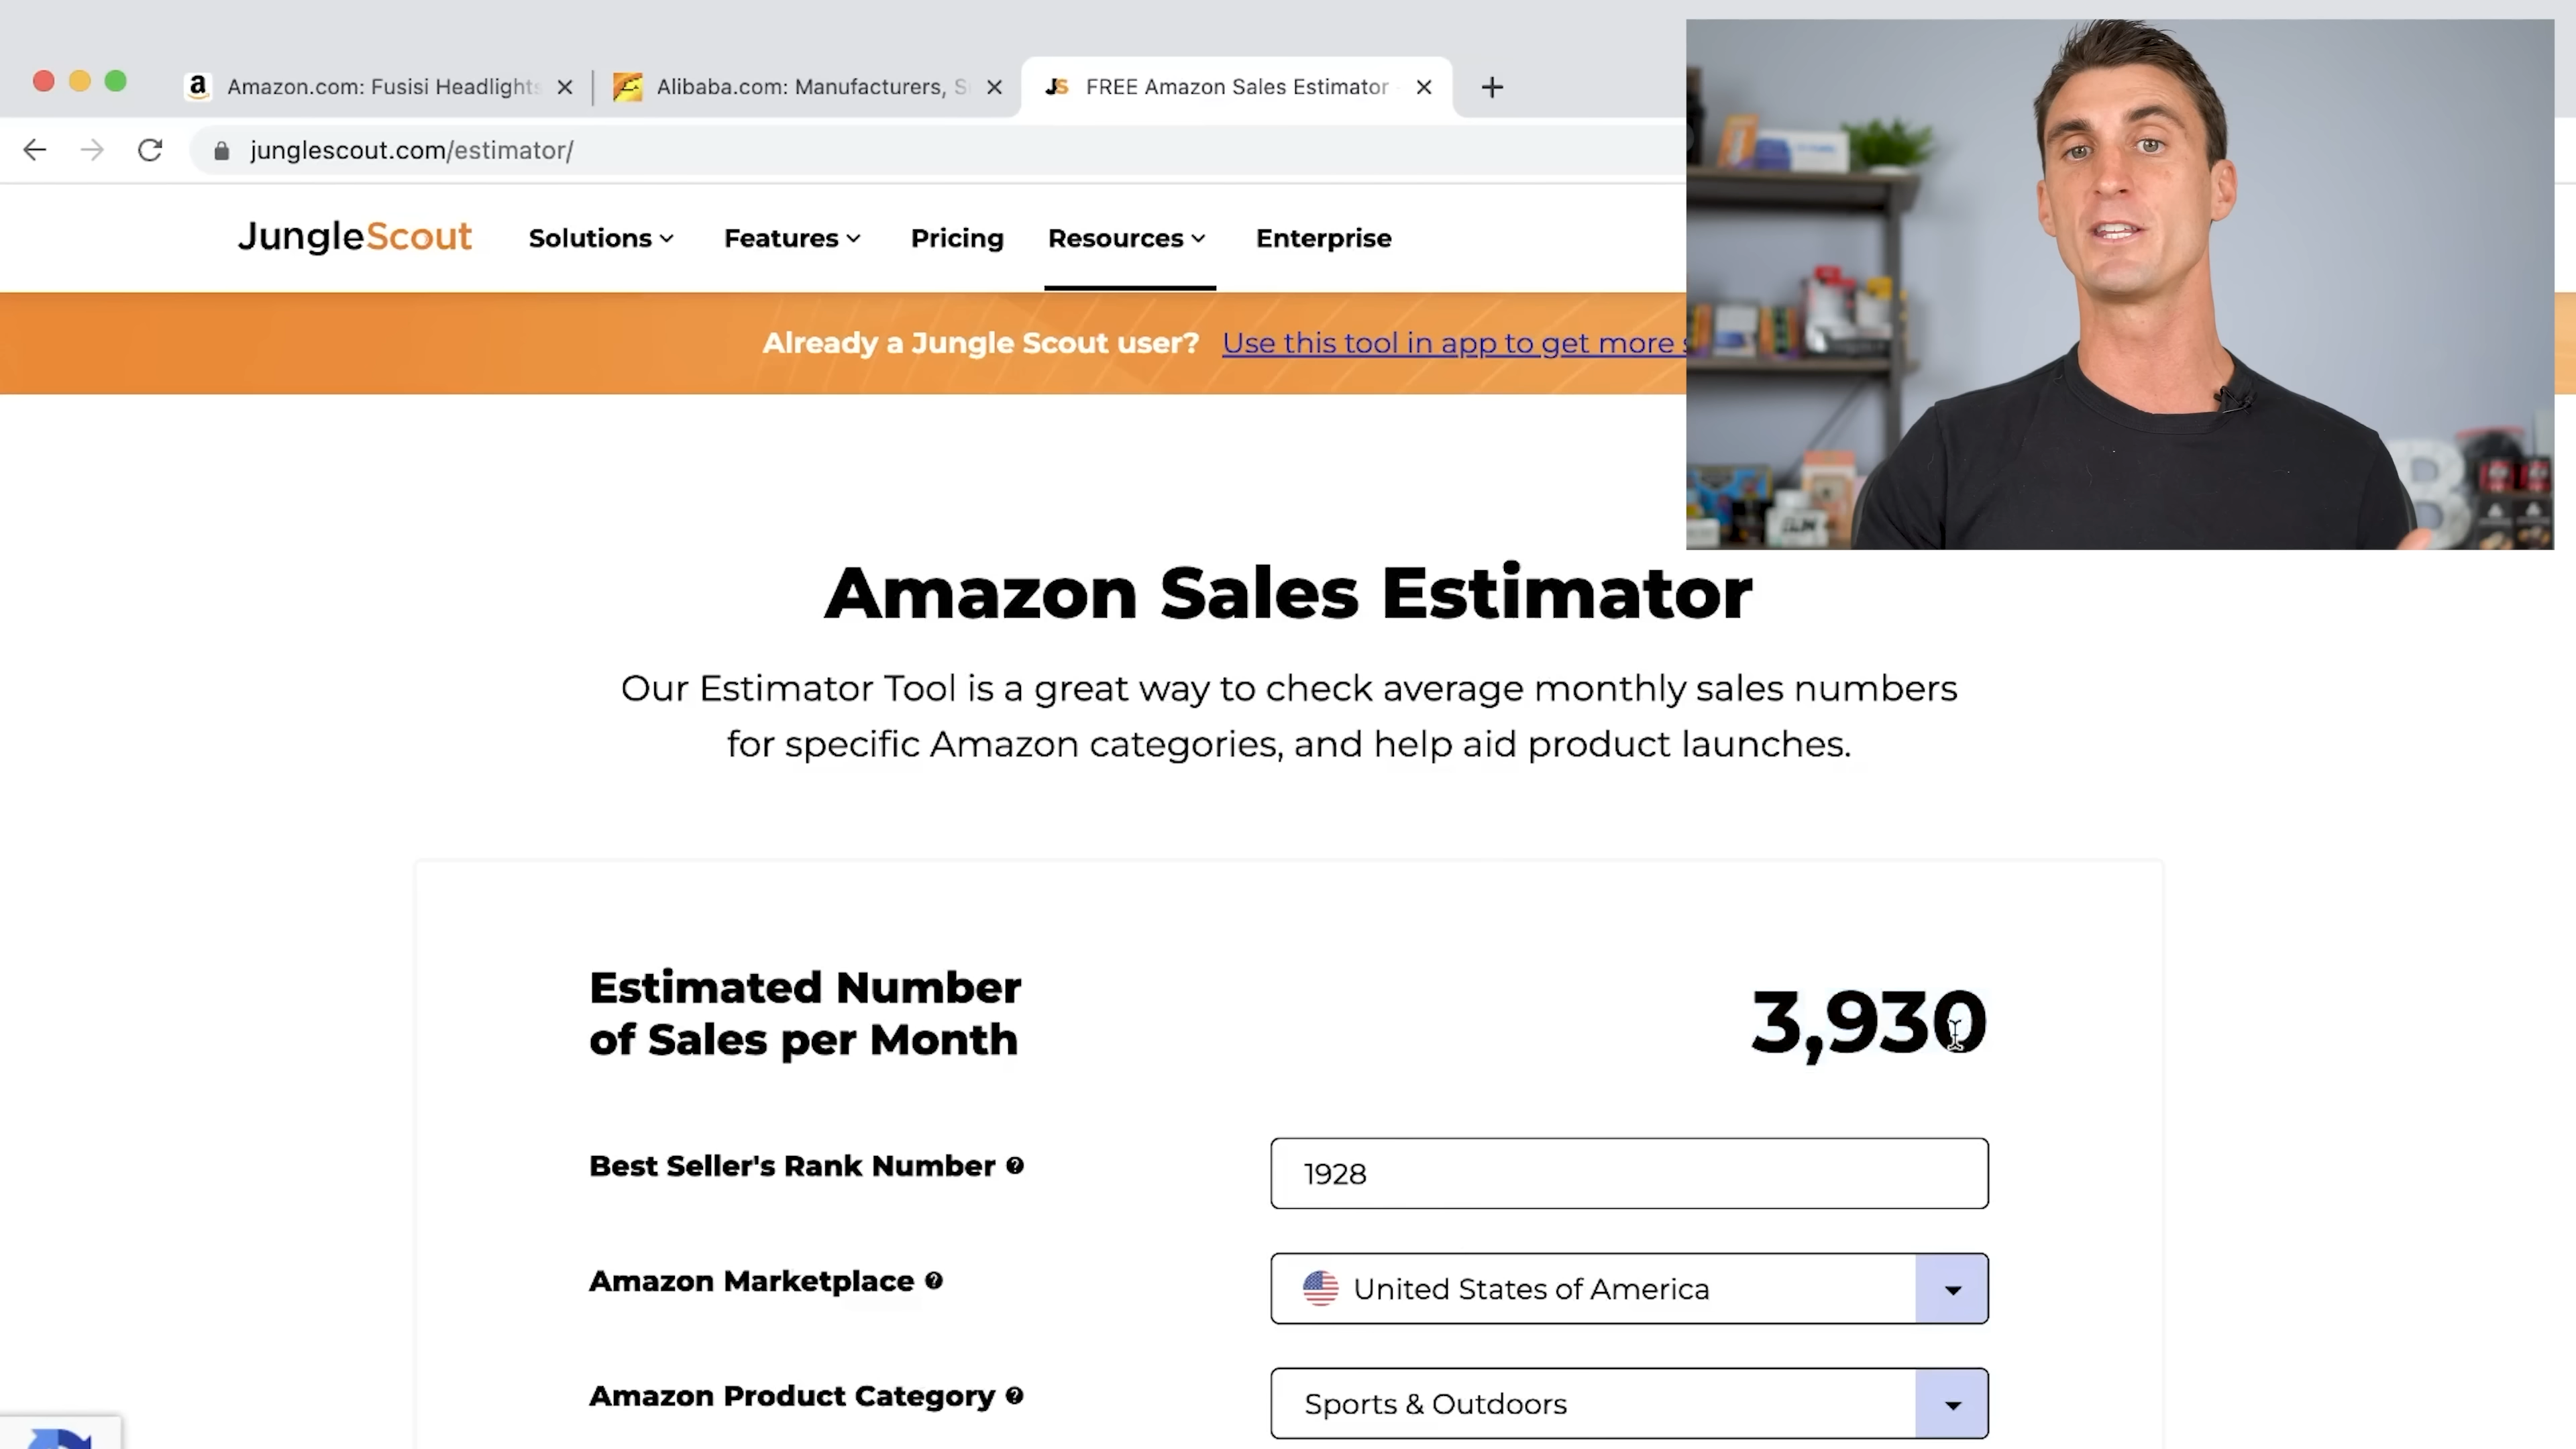 Amazon.com: Fusisi Headlights
Alibaba.com: Manufacturers, S
FREE Amazon Sales Estimator
junglescout.com/estimator/
JungleScout
Solutions
Features
Pricing
Resources
Enterprise
Already a Jungle Scout user? Use this tool in app to get more
Amazon Sales Estimator
Our Estimator Tool is a great way to check average monthly sales numbers
for specific Amazon categories, and help aid product launches.
Estimated Number
of Sales per Month
3,930
Best Seller's Rank Number
1928
Amazon Marketplace
United States of America
Amazon Product Category
Sports & Outdoors